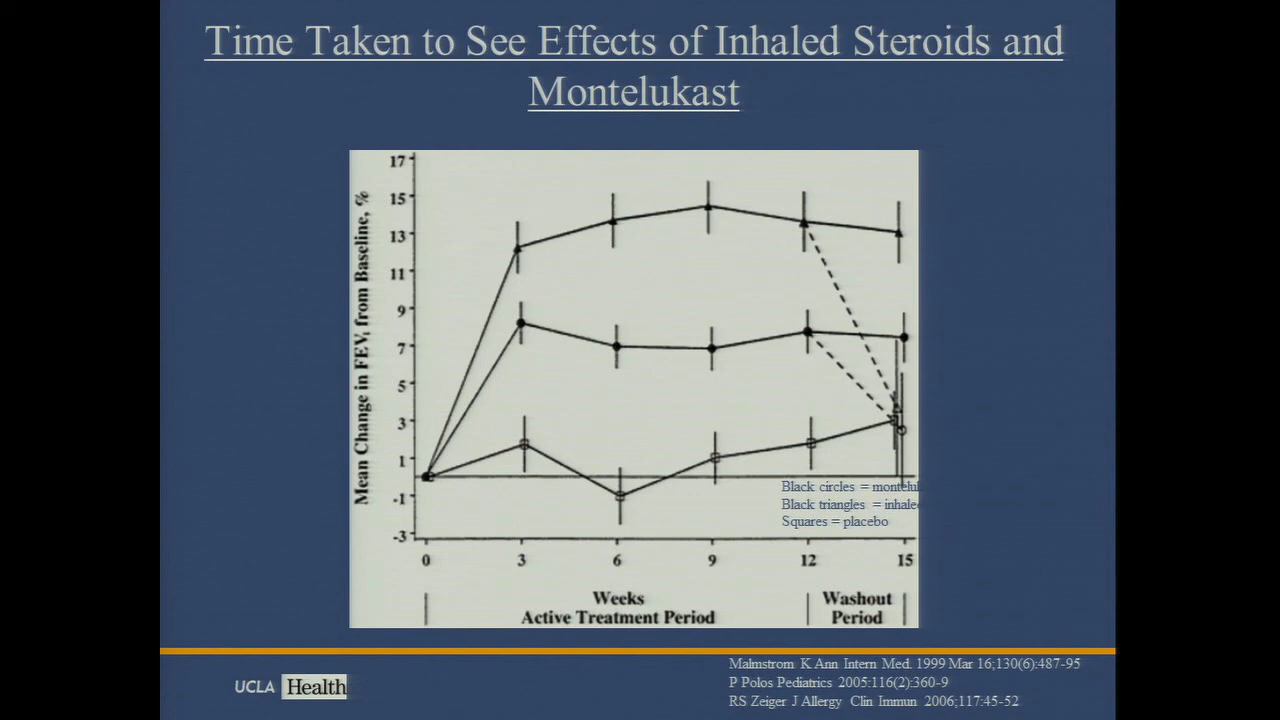 Time Taken to See Effects of Inhaled Steroids and
Montelukast
Mean Change in FEV1 from Baseline, %
17
15
13
11
9
7
5
3
1
-1
-3
Black circles = montelul
Black triangles = inhale
Squares = placebo
0 3 6 9 12 15
Weeks
Active Treatment Period
Washout
Period
UCLA Health
Malmstrom K Ann Intern Med. 1999 Mar 16;130(6):487-95
P Polos Pediatrics 2005:116(2):360-9
RS Zeiger J Allergy Clin Immun 2006;117:45-52